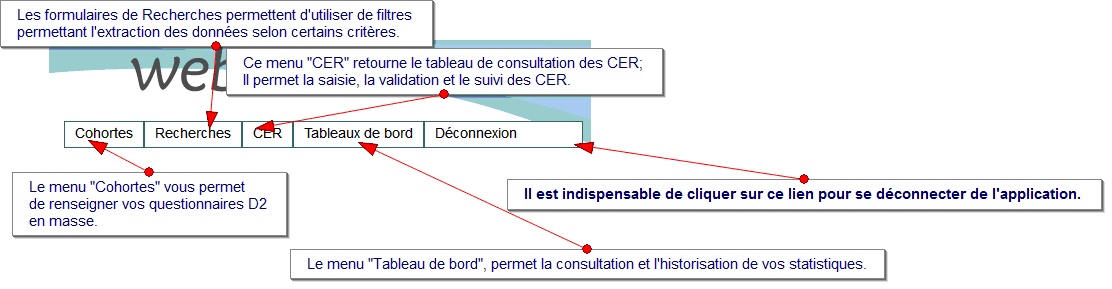 Les formulaires de Recherches permettent d'utiliser de filtres
permettant l'extraction des données selon certains critères.
web
Ce menu "CER" retourne le tableau de consultation des CER;
Il permet la saisie, la validation et le suivi des CER.
Cohortes Recherches CER Tableaux de bord Déconnexion
Le menu "Cohortes" vous permet
de renseigner vos questionnaires D2
en masse.
Il est indispensable de cliquer sur ce lien pour se déconnecter de l'application.
Le menu "Tableau de bord", permet la consultation et l'historisation de vos statistiques.